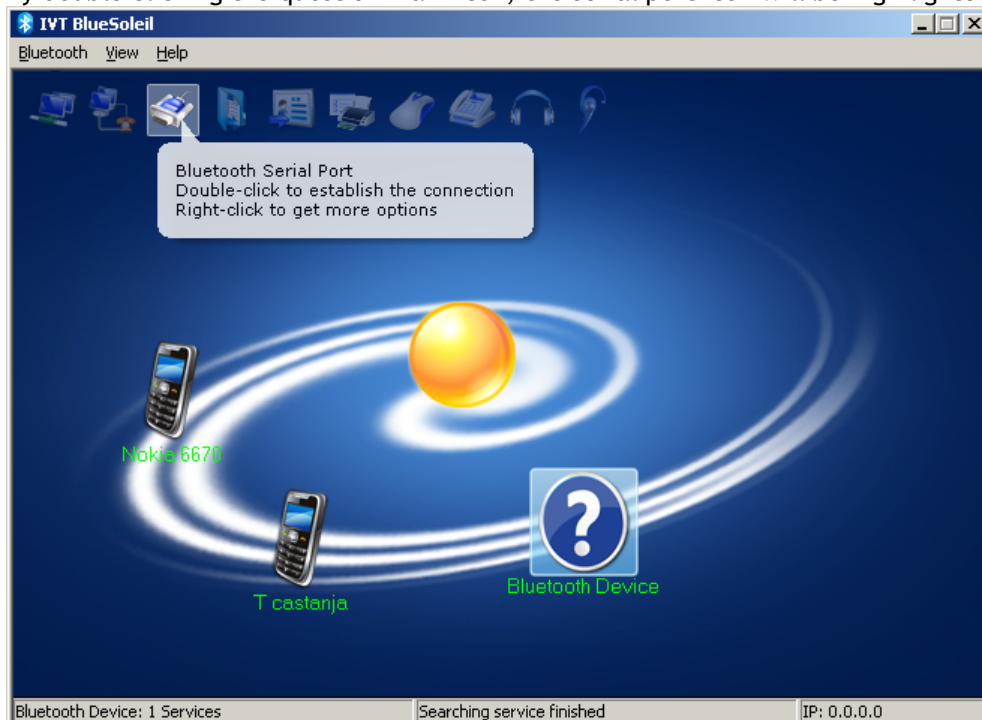 IVT BlueSoleil
Bluetooth View Help
Bluetooth Serial Port
Double-click to establish the connection
Right-click to get more options
Nokia 6670
T castanja
Bluetooth Device
Bluetooth Device: 1 Services Searching service finished IP: 0.0.0.0